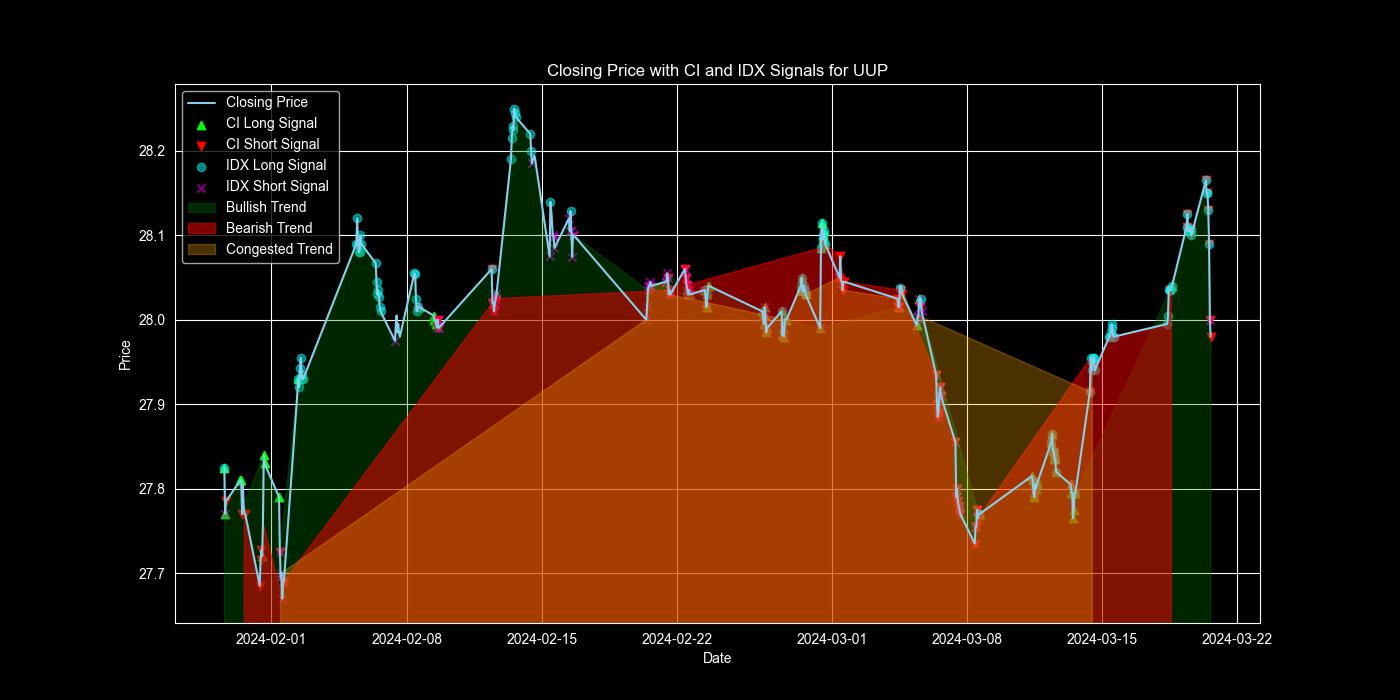 Closing Price with CI and IDX Signals for UUP
Closing Price
CI Long Signal
CI Short Signal
IDX Long Signal
IDX Short Signal
Bullish Trend
Bearish Trend
Congested Trend
28.2
28.1
28.0
27.9
27.8
27.7
Price
2024-02-01
2024-02-08
2024-02-15
2024-02-22
2024-03-01
2024-03-08
2024-03-15
2024-03-22
Date